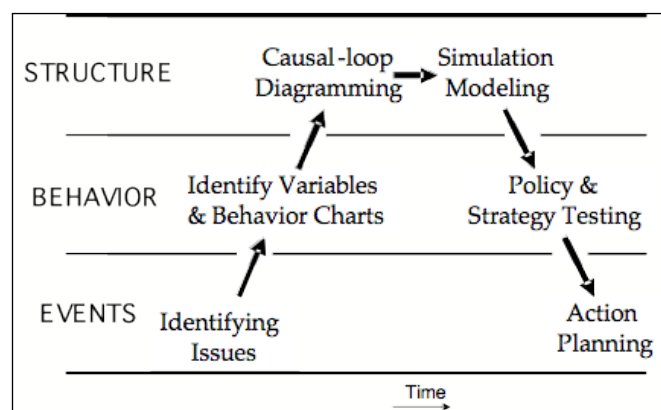 STRUCTURE
Causal-loop
Diagramming
Simulation
Modeling
BEHAVIOR
Identify Variables
& Behavior Charts
Policy &
Strategy Testing
EVENTS
Identifying
Issues
Action
Planning
Time